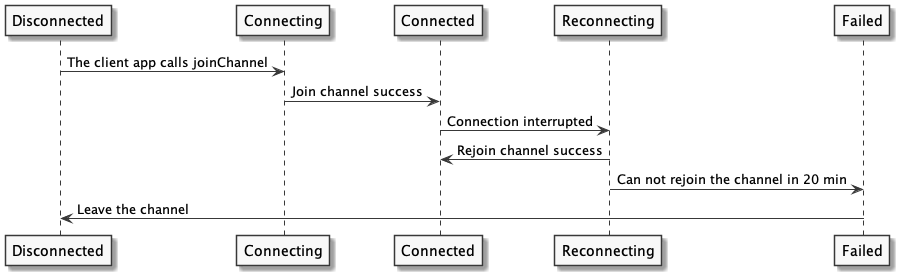 Disconnected
Connecting
Connected
Reconnecting
Failed
The client app calls joinChannel
Join channel success
Connection interrupted
Rejoin channel success
Can not rejoin the channel in 20 min
Leave the channel
Disconnected
Connecting
Connected
Reconnecting
Failed